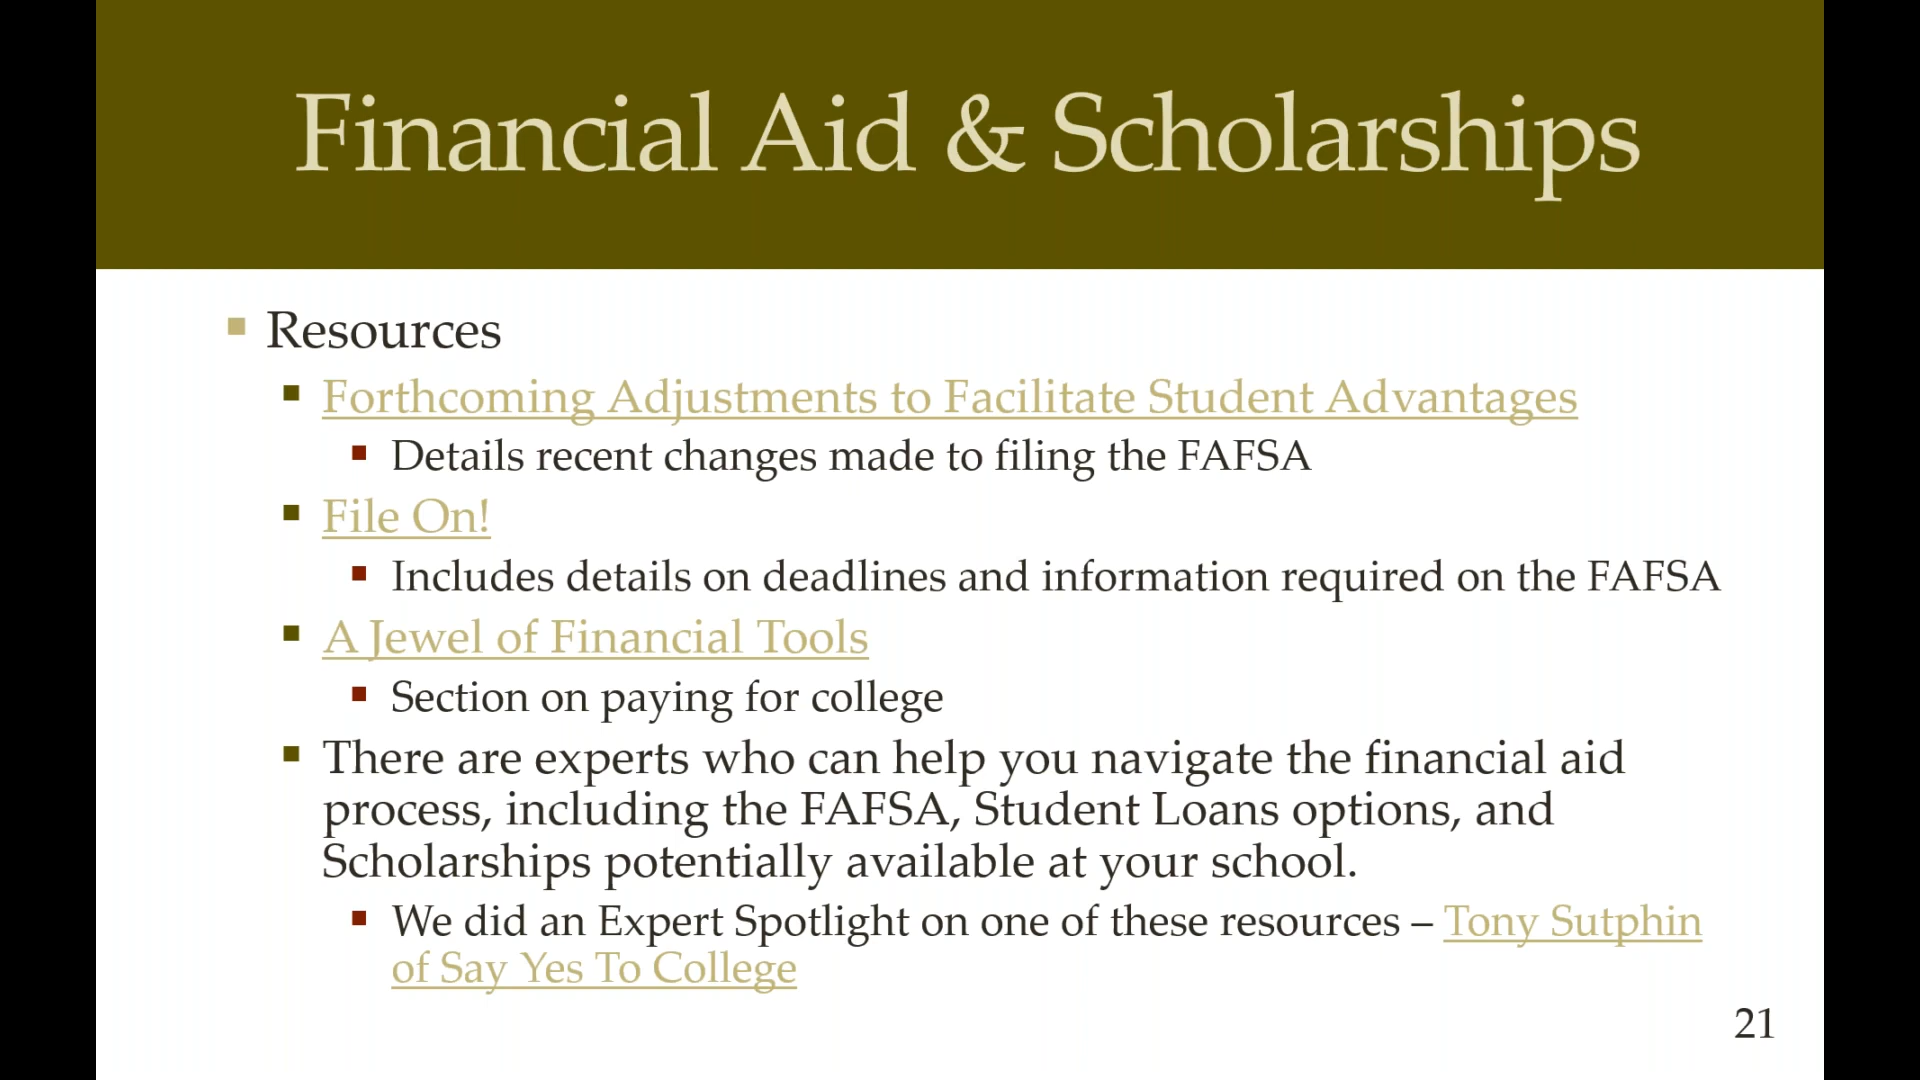 Financial Aid & Scholarships
Resources
Forthcoming Adjustments to Facilitate Student Advantages
Details recent changes made to filing the FAFSA
File On!
Includes details on deadlines and information required on the FAFSA
A Jewel of Financial Tools
Section on paying for college
There are experts who can help you navigate the financial aid
process, including the FAFSA, Student Loans options, and
Scholarships potentially available at your school.
We did an Expert Spotlight on one of these resources – Tony Sutphin
of Say Yes To College
21